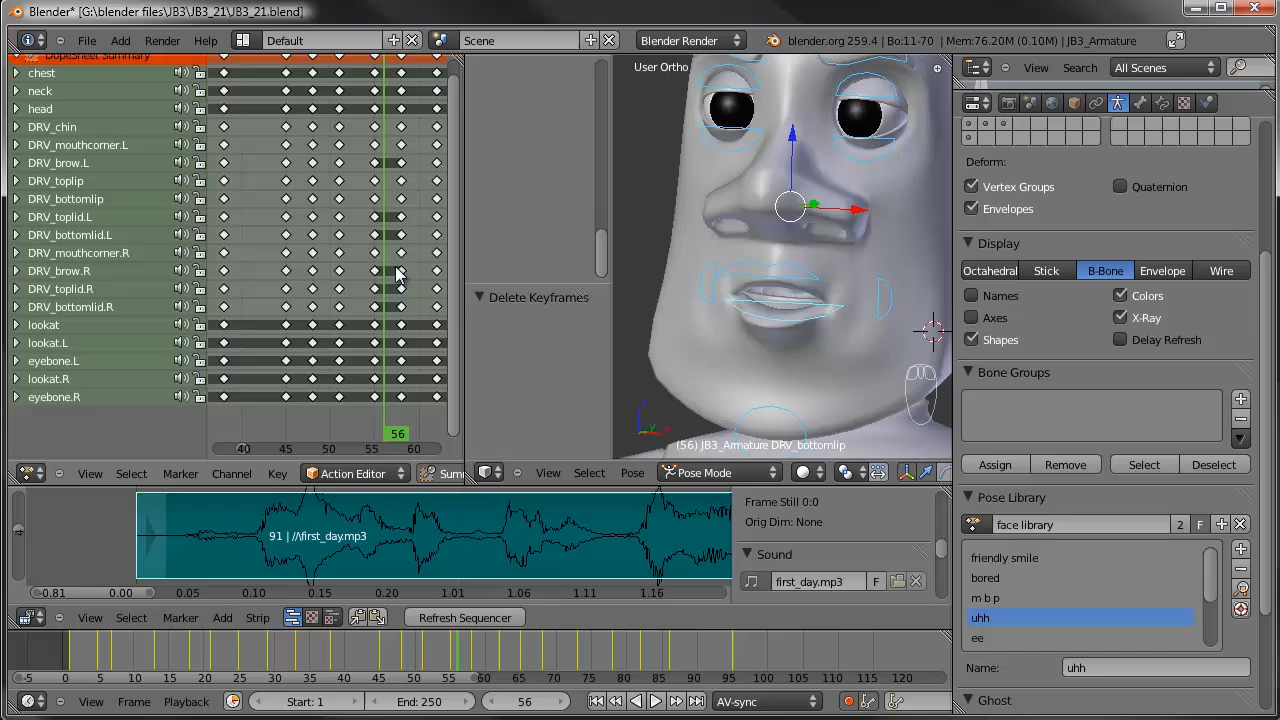 Blender* [G:\blender files\JB3\JB3_21\JB3_21.blend]
File Add Render Help Default Scene Blender Render blender.org 259.4 | Bo:11-70 | Mem:76.20M (0.10M) | JB3_Armature
DopeSheet Summary
chest
neck
head
DRV_chin
DRV_mouthcorner.L
DRV_brow.L
DRV_toplip
DRV_bottomlip
DRV_toplid.L
DRV_bottomlid.L
DRV_mouthcorner.R
DRV_brow.R
DRV_toplid.R
DRV_bottomlid.R
lookat
lookat.L
eyebone.L
lookat.R
eyebone.R
56
40 45 50 55 60
View Select Marker Channel Key Action Editor Sum
Delete Keyframes
User Ortho
(56) JB3_Armature DRV_bottomlip
View Select Pose Pose Mode
View Search All Scenes
Deform:
Vertex Groups Quaternion
Envelopes
Display
Octahedral Stick B-Bone Envelope Wire
Names Colors
Axes X-Ray
Shapes Delay Refresh
Bone Groups
Assign Remove Select Deselect
Pose Library
face library 2 F
friendly smile
bored
m b p
uhh
ee
Name: uhh
Ghost
91 | //first_day.mp3
-0.81 0.00 0.05 0.10 0.15 0.20 1.01 1.06 1.11 1.16
Frame Still 0:0
Orig Dim: None
Sound
first_day.mp3 F
View Select Marker Add Strip Refresh Sequencer
-5 0 5 10 15 20 25 30 35 40 45 50 55 60 65 70 75 80 85 90 95 100 105 110 115 120
View Frame Playback Start: 1 End: 250 56 AV-sync